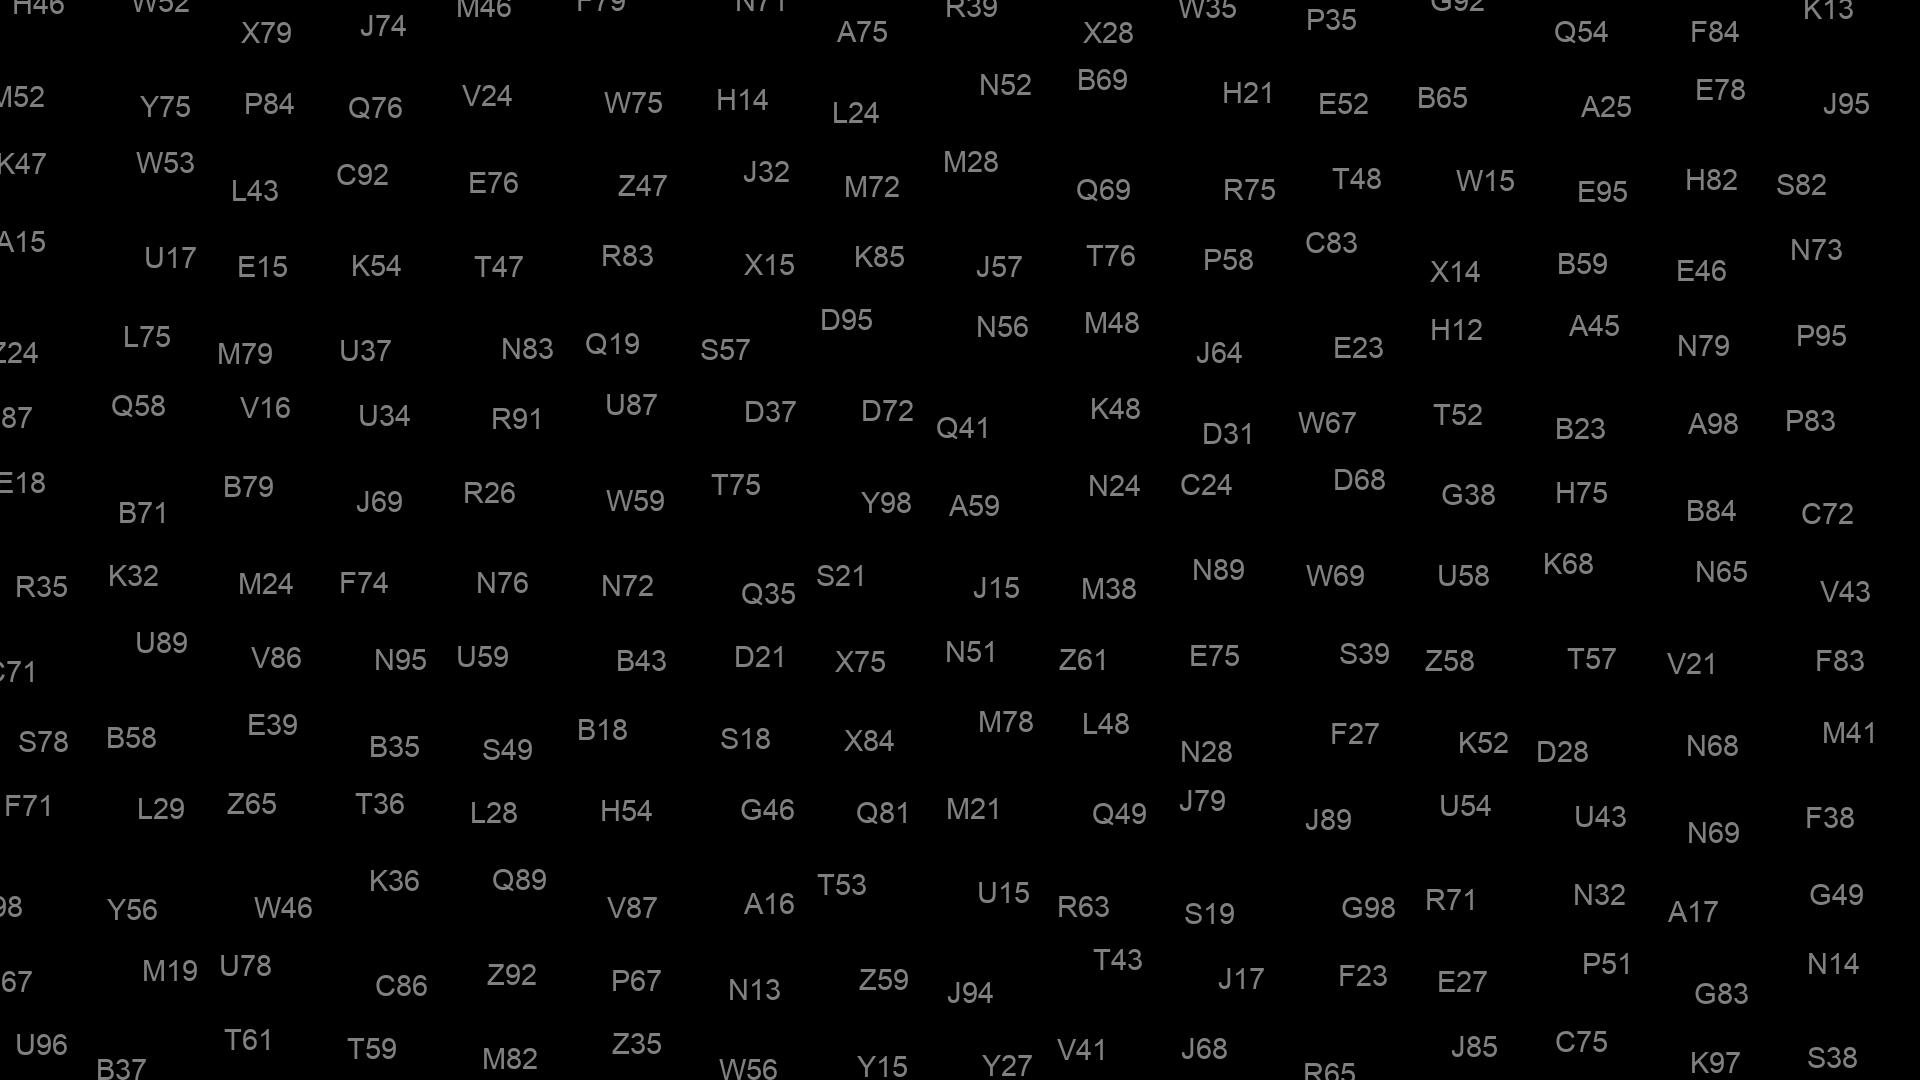 H46 W52 X79 J74 M46 F79 N71 A75 R39 X28 W35 P35 G92 Q54 F84 K13
M52 Y75 P84 Q76 V24 W75 H14 L24 N52 B69 H21 E52 B65 A25 E78 J95
K47 W53 L43 C92 E76 Z47 J32 M72 M28 Q69 R75 T48 W15 E95 H82 S82
A15 U17 E15 K54 T47 R83 X15 K85 J57 T76 P58 C83 X14 B59 E46 N73
Z24 L75 M79 U37 N83 Q19 S57 D95 N56 M48 J64 E23 H12 A45 N79 P95
87 Q58 V16 U34 R91 U87 D37 D72 Q41 K48 D31 W67 T52 B23 A98 P83
E18 B71 B79 J69 R26 W59 T75 Y98 A59 N24 C24 D68 G38 H75 B84 C72
R35 K32 M24 F74 N76 N72 Q35 S21 J15 M38 N89 W69 U58 K68 N65 V43
C71 U89 V86 N95 U59 B43 D21 X75 N51 Z61 E75 S39 Z58 T57 V21 F83
S78 B58 E39 B35 S49 B18 S18 X84 M78 L48 N28 F27 K52 D28 N68 M41
F71 L29 Z65 T36 L28 H54 G46 Q81 M21 Q49 J79 J89 U54 U43 N69 F38
98 Y56 W46 K36 Q89 V87 A16 T53 U15 R63 S19 G98 R71 N32 A17 G49
67 M19 U78 C86 Z92 P67 N13 Z59 J94 T43 J17 F23 E27 P51 G83 N14
U96 B37 T61 T59 M82 Z35 W56 Y15 Y27 V41 J68 R65 J85 C75 K97 S38